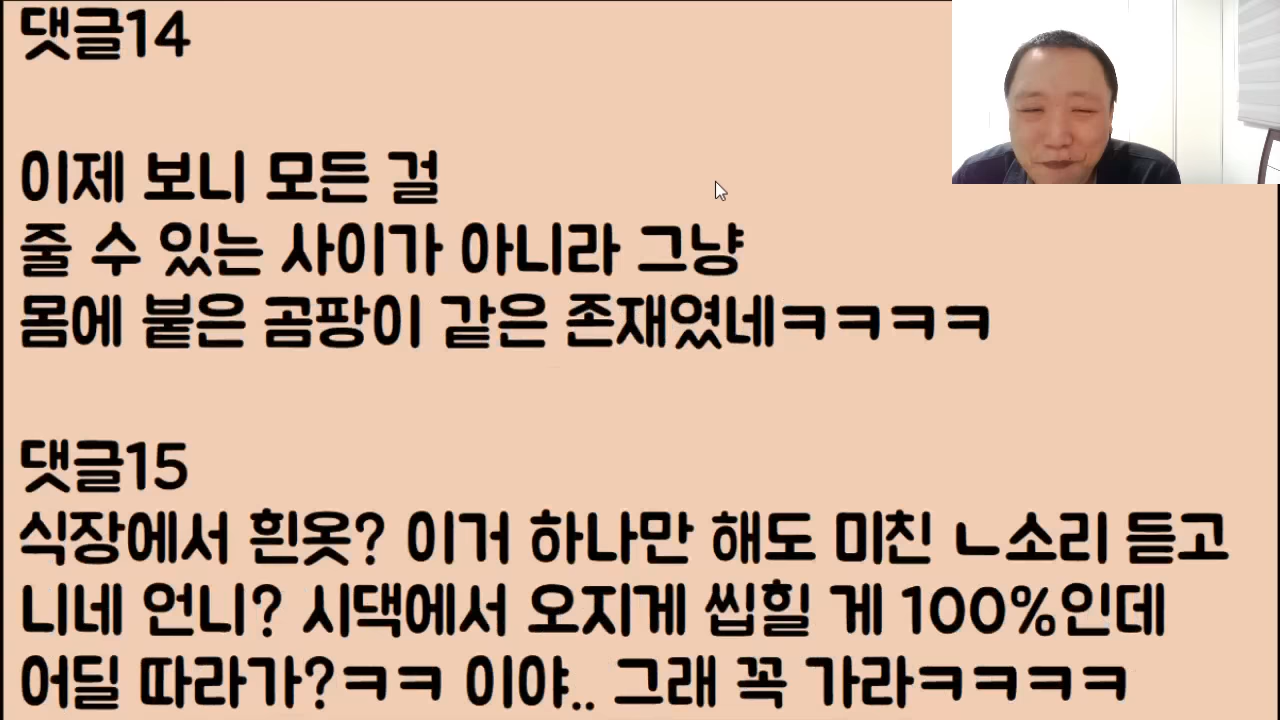 댓글14
이제 보니 모든 걸
줄 수 있는 사이가 아니라 그냥
몸에 붙은 곰팡이 같은 존재였네ㅋㅋㅋㅋ
댓글15
식장에서 흰옷? 이거 하나만 해도 미친 ㄴ소리 듣고
니네 언니? 시댁에서 오지게 씹힐 게 100%인데
어딜 따라가?ㅋㅋ 이야.. 그래 꼭 가라ㅋㅋㅋㅋ